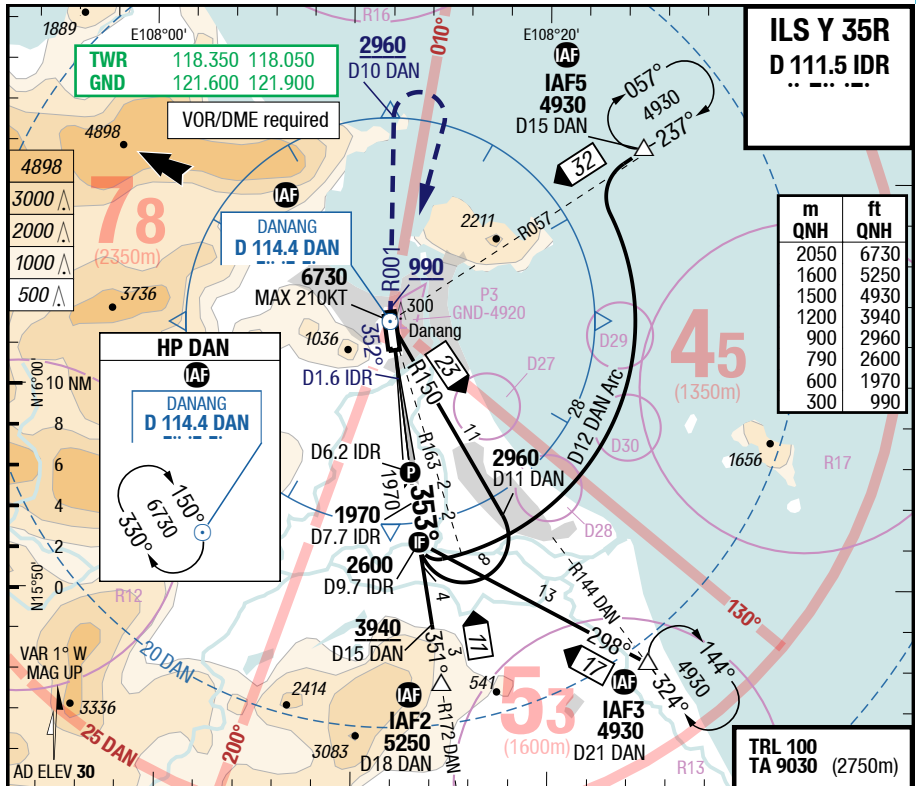 1889
E108°00'
R16
010°
E108°20'
ILS Y 35R
D 111.5 IDR
TWR 118.350 118.050
GND 121.600 121.900
2960
D10 DAN
VOR/DME required
IAF
IAF5
4930
D15 DAN
057°
4930
237°
4898
4898
3000
2000
1000
500
78
(2350m)
3736
IAF
DANANG
D 114.4 DAN
6730
MAX 210KT
R001
990
2211
R057
32
300
Danang
P3
GND-4920
1036
352°
D1.6 IDR
23
R150
D27
D29
45
(1350m)
m ft
QNH QNH
2050 6730
1600 5250
1500 4930
1200 3940
900 2960
790 2600
600 1970
300 990
HP DAN
IAF
DANANG
D 114.4 DAN
150°
6730
330°
N16°00'
10 NM
8
6
4
2
0
N15°50'
R12
D6.2 IDR
P
1970
1970
D7.7 IDR
353°
IF
2600
D9.7 IDR
R163
2
2
11
2960
D11 DAN
28
D12 DAN Arc
D30
D28
1656
R17
8
4
13
R144 DAN
130°
3940
D15 DAN
351°
3
11
17
298°
144°
4930
324°
20 DAN
VAR 1° W
MAG UP
3336
25 DAN
200°
2414
3083
AD ELEV 30
IAF
IAF2
5250
D18 DAN
R172 DAN
541
53
(1600m)
IAF
IAF3
4930
D21 DAN
R13
TRL 100
TA 9030 (2750m)